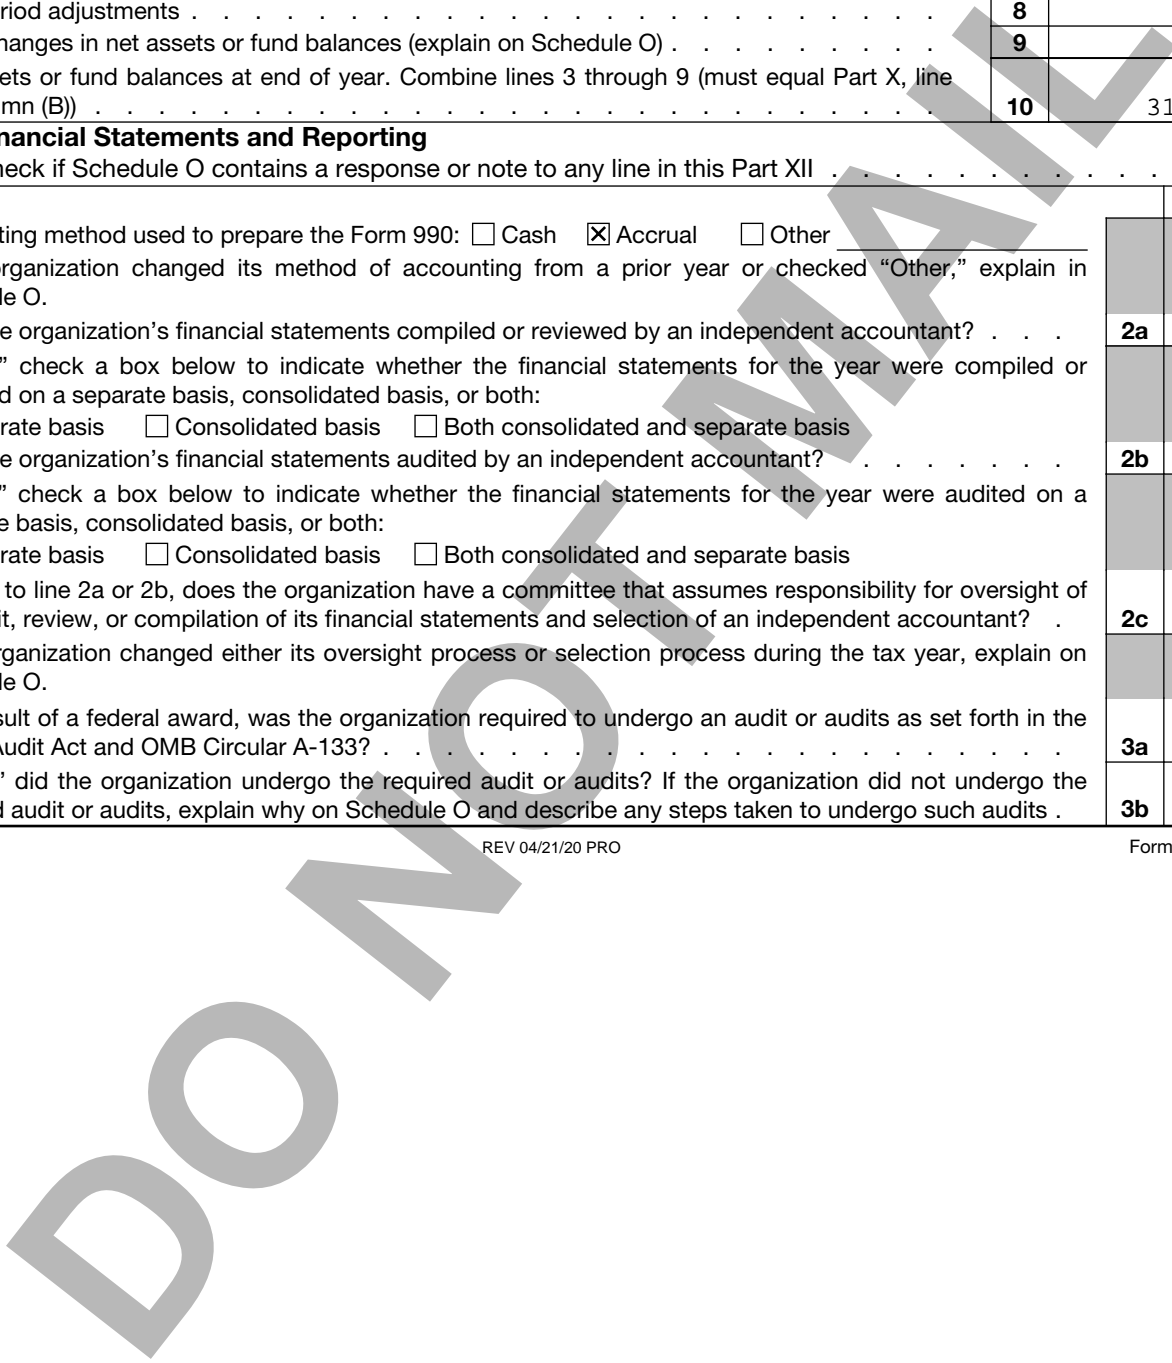 riod adjustments . . . . . . . . . . . . . . . . . . . . . . . . 8
hanges in net assets or fund balances (explain on Schedule O) . . . . . . . . . 9
ets or fund balances at end of year. Combine lines 3 through 9 (must equal Part X, line
mn (B)) . . . . . . . . . . . . . . . . . . . . . . . . . . . 10 31
nancial Statements and Reporting
heck if Schedule O contains a response or note to any line in this Part XII . . . . . . . . . . .
ting method used to prepare the Form 990: ☐ Cash ☒ Accrual ☐ Other
organization changed its method of accounting from a prior year or checked “Other,” explain in
le O.
e organization’s financial statements compiled or reviewed by an independent accountant? . . . 2a
” check a box below to indicate whether the financial statements for the year were compiled or
d on a separate basis, consolidated basis, or both:
rate basis ☐ Consolidated basis ☐ Both consolidated and separate basis
e organization’s financial statements audited by an independent accountant? . . . . . . . 2b
” check a box below to indicate whether the financial statements for the year were audited on a
e basis, consolidated basis, or both:
rate basis ☐ Consolidated basis ☐ Both consolidated and separate basis
to line 2a or 2b, does the organization have a committee that assumes responsibility for oversight of
it, review, or compilation of its financial statements and selection of an independent accountant? . 2c
rganization changed either its oversight process or selection process during the tax year, explain on
le O.
sult of a federal award, was the organization required to undergo an audit or audits as set forth in the
Audit Act and OMB Circular A-133? . . . . . . . . . . . . . . . . . . . . . . 3a
” did the organization undergo the required audit or audits? If the organization did not undergo the
d audit or audits, explain why on Schedule O and describe any steps taken to undergo such audits . 3b
REV 04/21/20 PRO Form
DO NOT MAIL